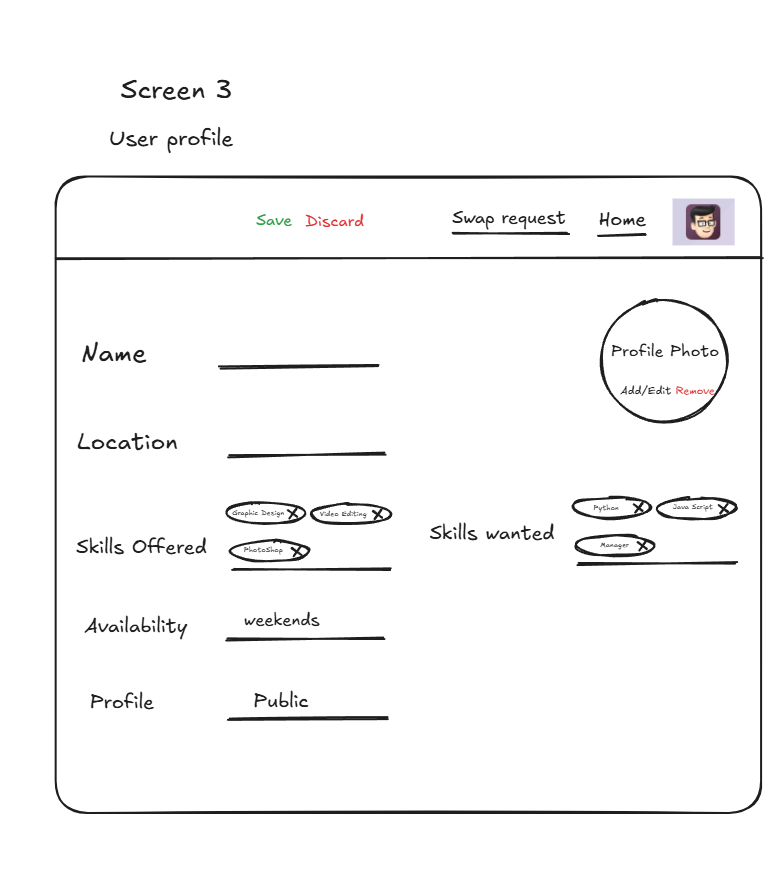 Screen 3
User profile
Save Discard Swap request Home
Profile Photo
Add/Edit Remove
Name
Location
Graphic Design X Video Editing X
PhotoShop X
Skills Offered
Python X Java Script X
Manager X
Skills wanted
Availability weekends
Profile Public